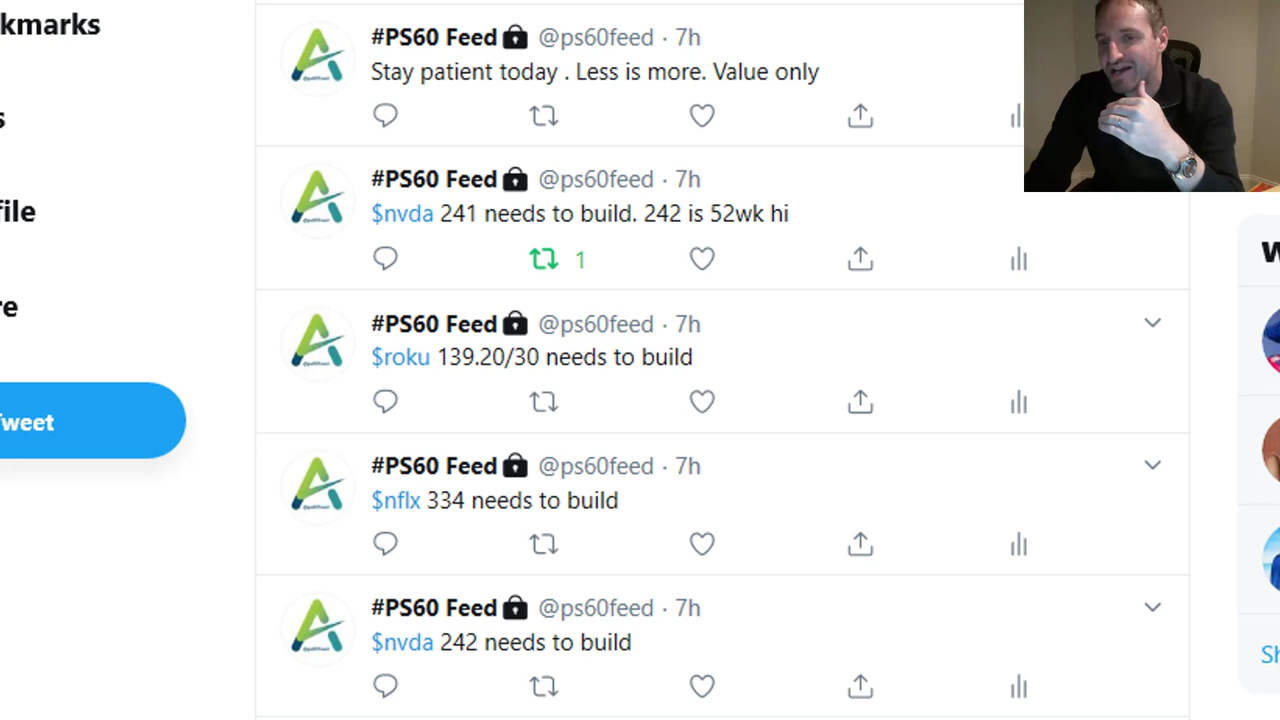 kmarks
s
file
re
Tweet
#PS60 Feed @ps60feed · 7h
Stay patient today . Less is more. Value only
#PS60 Feed @ps60feed · 7h
$nvda 241 needs to build. 242 is 52wk hi
1
#PS60 Feed @ps60feed · 7h
$roku 139.20/30 needs to build
#PS60 Feed @ps60feed · 7h
$nflx 334 needs to build
#PS60 Feed @ps60feed · 7h
$nvda 242 needs to build
W
Sh